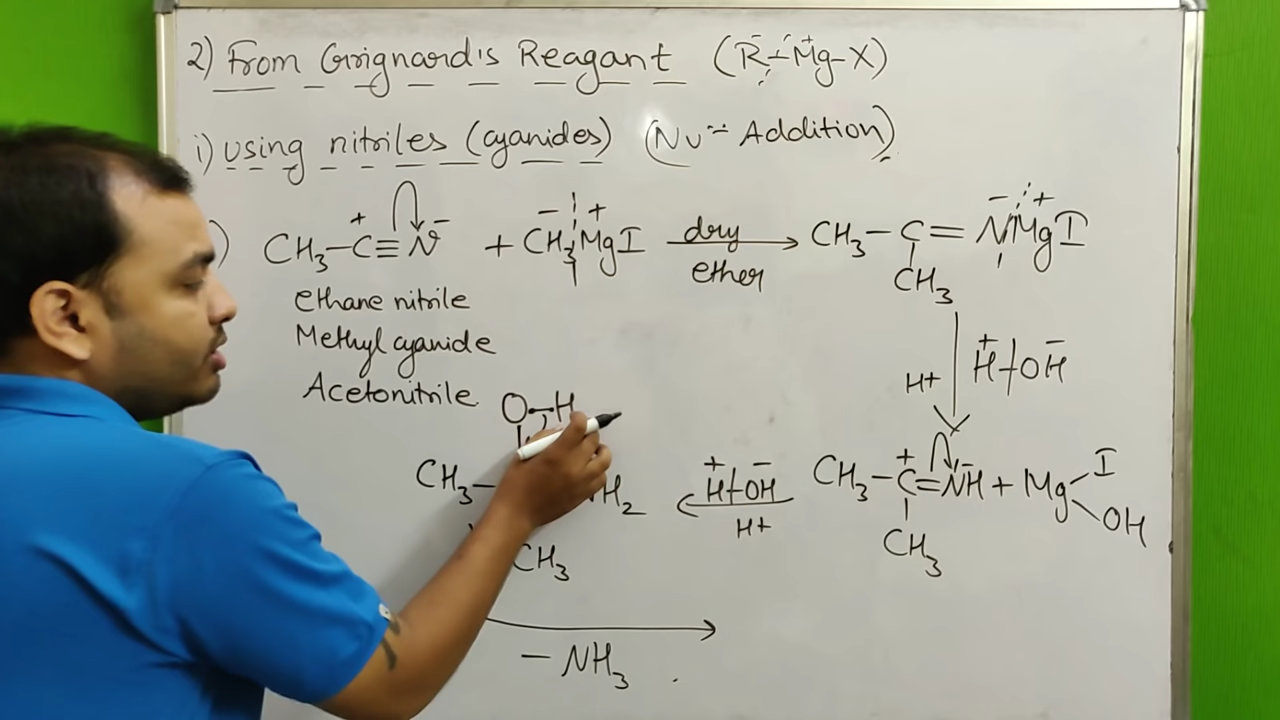 2) From Grignard's Reagant (R-Mg-X)
i) using nitriles (cyanides) (Nu- Addition)
) CH3-C≡N + CH3MgI dry ether → CH3-C=NMgI
CH3
ethane nitrile
Methyl cyanide
Acetonitrile
H+ H+ OH-
O-H
CH3- NH2 ← H+ OH- H+ CH3-C=NH + Mg I OH
CH3 CH3
- NH3